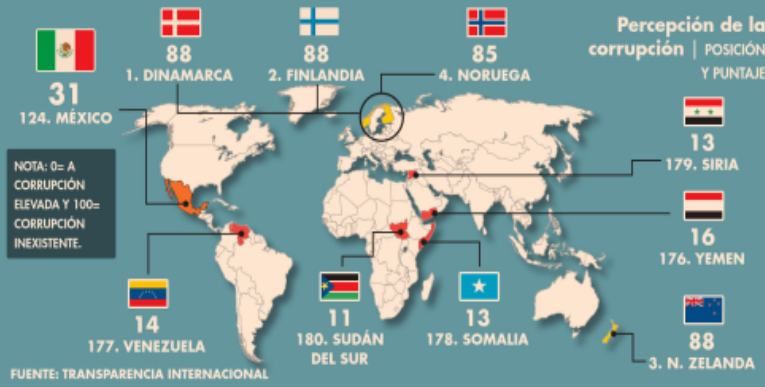 Percepción de la
corrupción | POSICIÓN
Y PUNTAJE
31
124. MÉXICO
88
1. DINAMARCA
88
2. FINLANDIA
85
4. NORUEGA
NOTA: 0= A
CORRUPCIÓN
ELEVADA Y 100=
CORRUPCIÓN
INEXISTENTE.
13
179. SIRIA
16
176. YEMEN
14
177. VENEZUELA
11
180. SUDÁN
DEL SUR
13
178. SOMALIA
88
3. N. ZELANDA
FUENTE: TRANSPARENCIA INTERNACIONAL